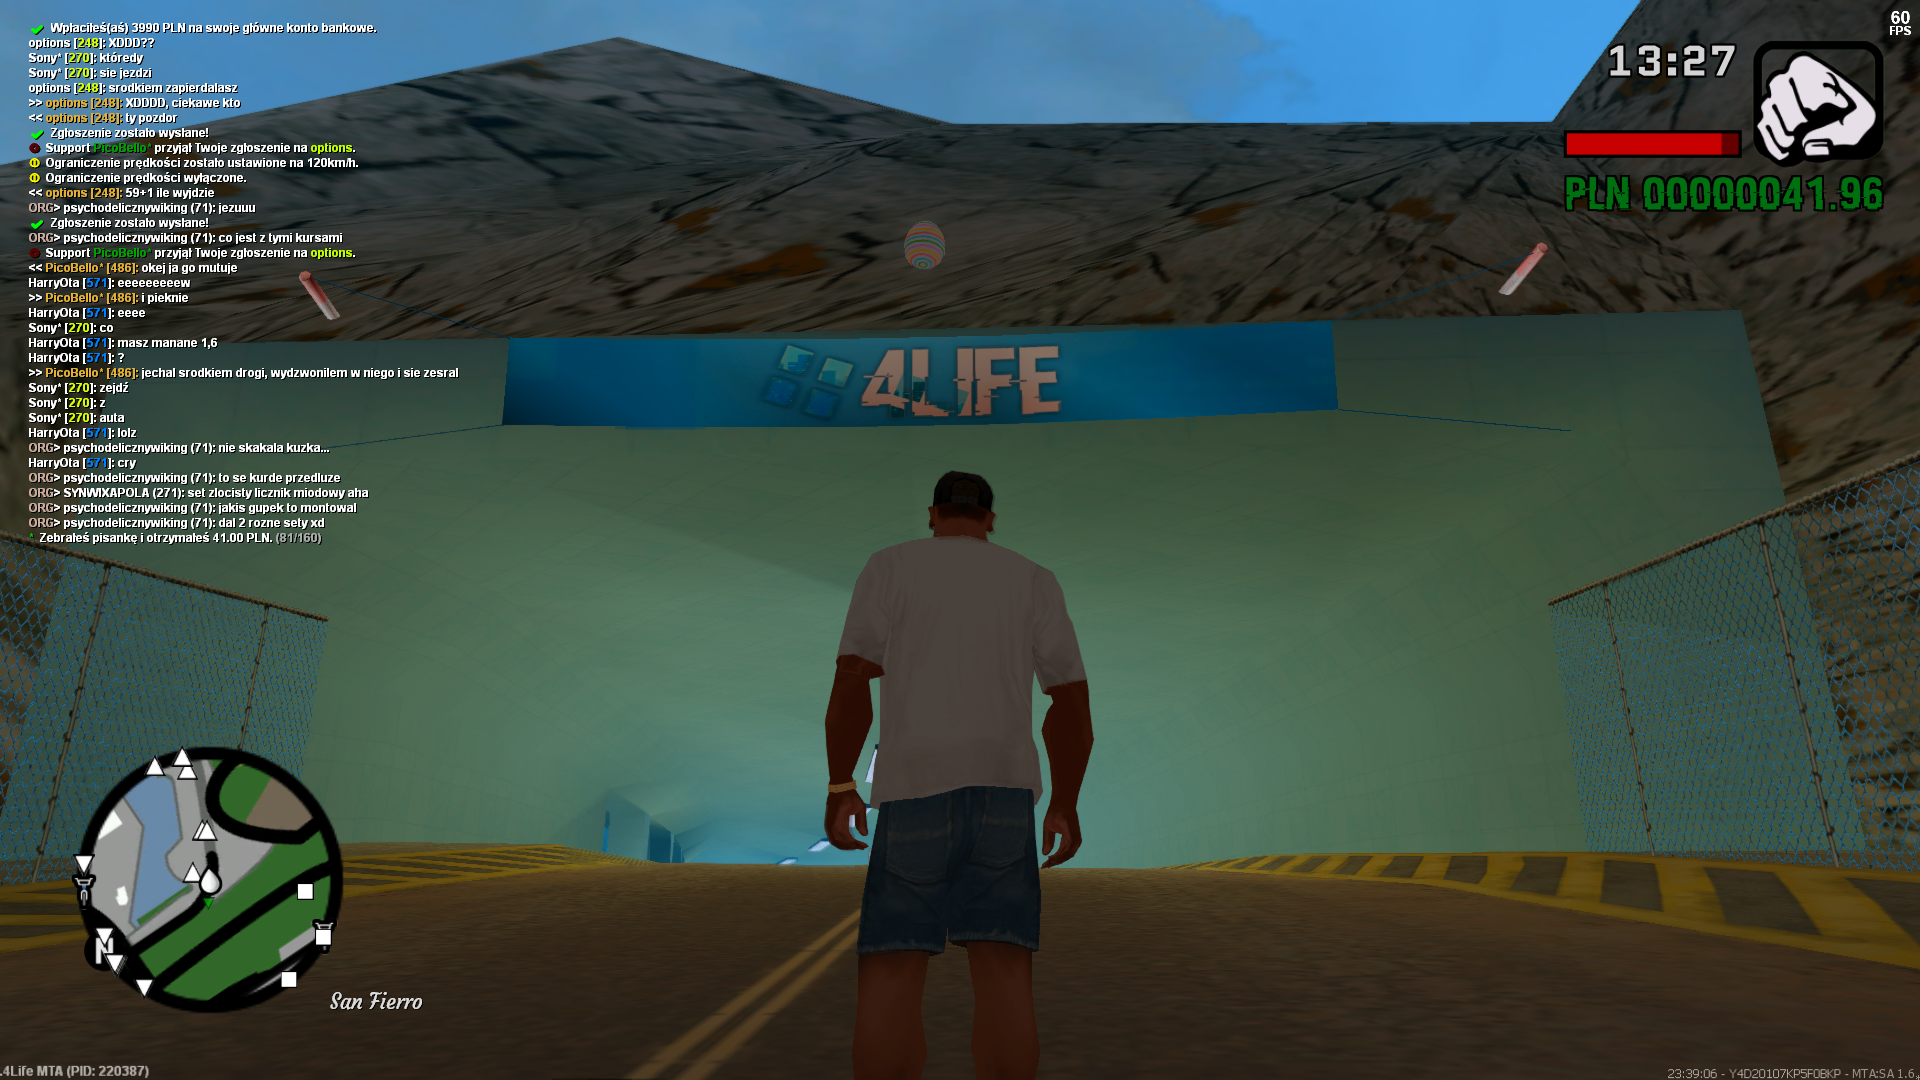 ✔ Wpłaciłeś(aś) 3990 PLN na swoje główne konto bankowe.
options [248]: XDDD??
Sony* [270]: któredy
Sony* [270]: sie jezdzi
options [248]: srodkiem zapierdalasz
>> options [248]: XDDDD, ciekawe kto
<< options [248]: ty pozdor
✔ Zgłoszenie zostało wysłane!
Support PicoBello* przyjął Twoje zgłoszenie na options.
Ograniczenie prędkości zostało ustawione na 120km/h.
Ograniczenie prędkości wyłączone.
<< options [248]: 59+1 ile wyjdzie
ORG> psychodelicznywiking (71): jezuuu
✔ Zgłoszenie zostało wysłane!
ORG> psychodelicznywiking (71): co jest z tymi kursami
Support PicoBello* przyjął Twoje zgłoszenie na options.
<< PicoBello* [486]: okej ja go mutuje
HarryOta [571]: eeeeeeeeew
>> PicoBello* [486]: i pieknie
HarryOta [571]: eeee
Sony* [270]: co
HarryOta [571]: masz manane 1,6
HarryOta [571]: ?
>> PicoBello* [486]: jechal srodkiem drogi, wydzwonilem w niego i sie zesral
Sony* [270]: zejdź
Sony* [270]: z
Sony* [270]: auta
HarryOta [571]: lolz
ORG> psychodelicznywiking (71): nie skakala kuzka...
HarryOta [571]: cry
ORG> psychodelicznywiking (71): to se kurde przedluze
ORG> SYNWIXAPOLA (271): set zlocisty licznik miodowy aha
ORG> psychodelicznywiking (71): jakis gupek to montowal
ORG> psychodelicznywiking (71): dal 2 rozne sety xd
* Zebrałeś pisankę i otrzymałeś 41.00 PLN. (81/160)
60
FPS
13:27
PLN 00000041.96
4LIFE
N
San Fierro
.4Life MTA (PID: 220387)
23:39:06 - Y4D20107KP5F0BKP - MTA:SA 1.6